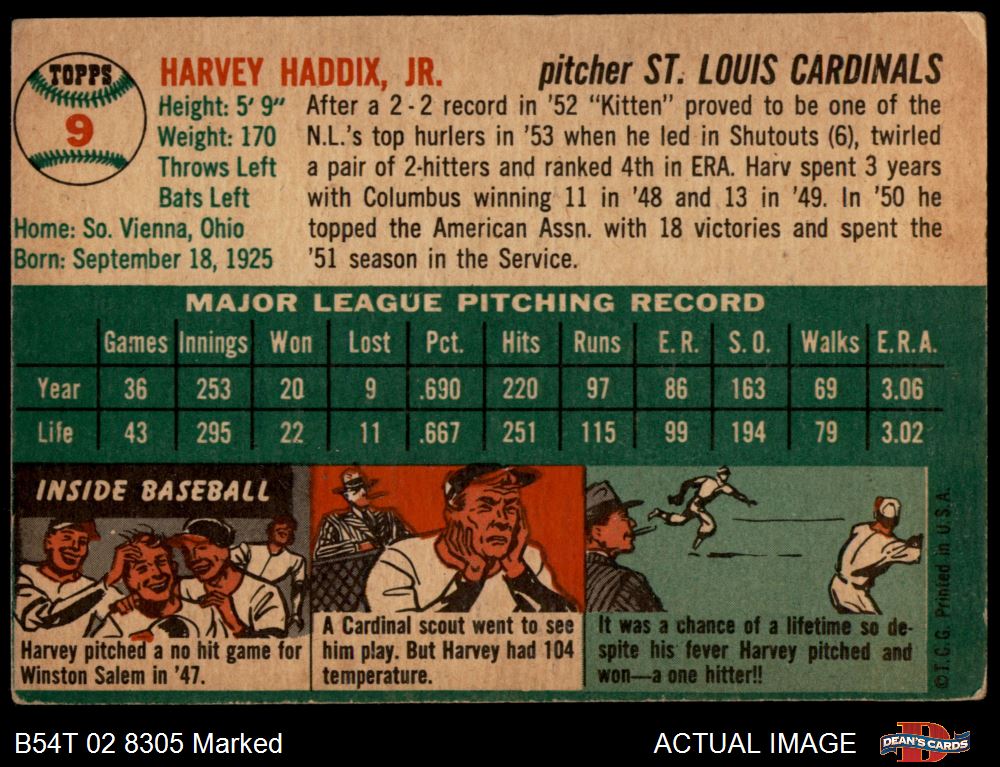 TOPPS
9
HARVEY HADDIX, JR.
pitcher ST. LOUIS CARDINALS
Height: 5' 9"
Weight: 170
Throws Left
Bats Left
Home: So. Vienna, Ohio
Born: September 18, 1925
After a 2-2 record in '52 "Kitten" proved to be one of the
N.L.'s top hurlers in '53 when he led in Shutouts (6), twirled
a pair of 2-hitters and ranked 4th in ERA. Harv spent 3 years
with Columbus winning 11 in '48 and 13 in '49. In '50 he
topped the American Assn. with 18 victories and spent the
'51 season in the Service.
MAJOR LEAGUE PITCHING RECORD
Games Innings Won Lost Pct. Hits Runs E.R. S.O. Walks E.R.A.
Year 36 253 20 9 .690 220 97 86 163 69 3.06
Life 43 295 22 11 .667 251 115 99 194 79 3.02
INSIDE BASEBALL
Harvey pitched a no hit game for
Winston Salem in '47.
A Cardinal scout went to see
him play. But Harvey had 104
temperature.
It was a chance of a lifetime so de-
spite his fever Harvey pitched and
won—a one hitter!!
© T.C.G. Printed in U.S.A.
B54T 02 8305 Marked
ACTUAL IMAGE
DEAN'S CARDS